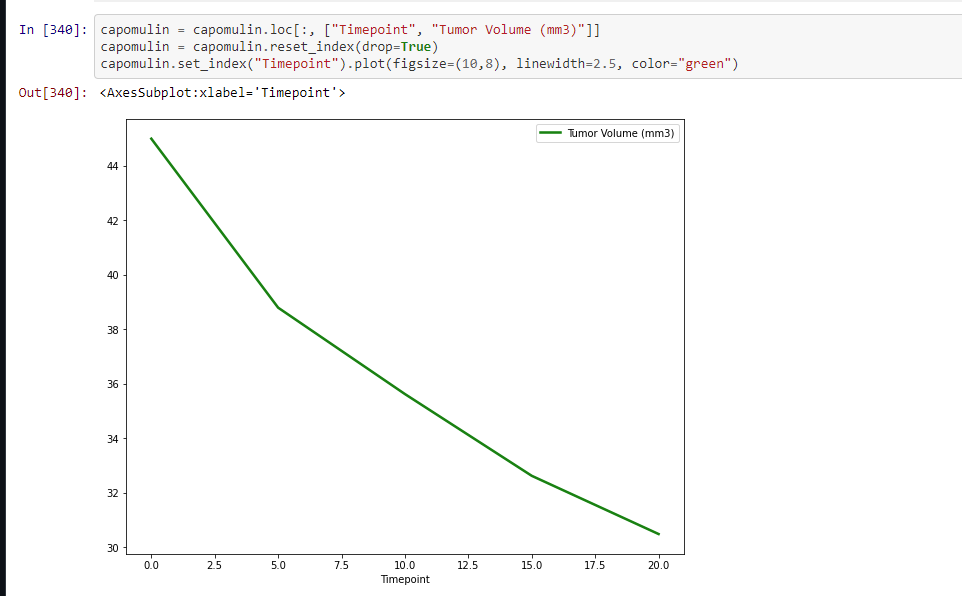 In [340]: capomulin = capomulin.loc[:, ["Timepoint", "Tumor Volume (mm3)"]]
capomulin = capomulin.reset_index(drop=True)
capomulin.set_index("Timepoint").plot(figsize=(10,8), linewidth=2.5, color="green")
Out[340]: <AxesSubplot:xlabel='Timepoint'>
Tumor Volume (mm3)
44
42
40
38
36
34
32
30
0.0 2.5 5.0 7.5 10.0 12.5 15.0 17.5 20.0
Timepoint